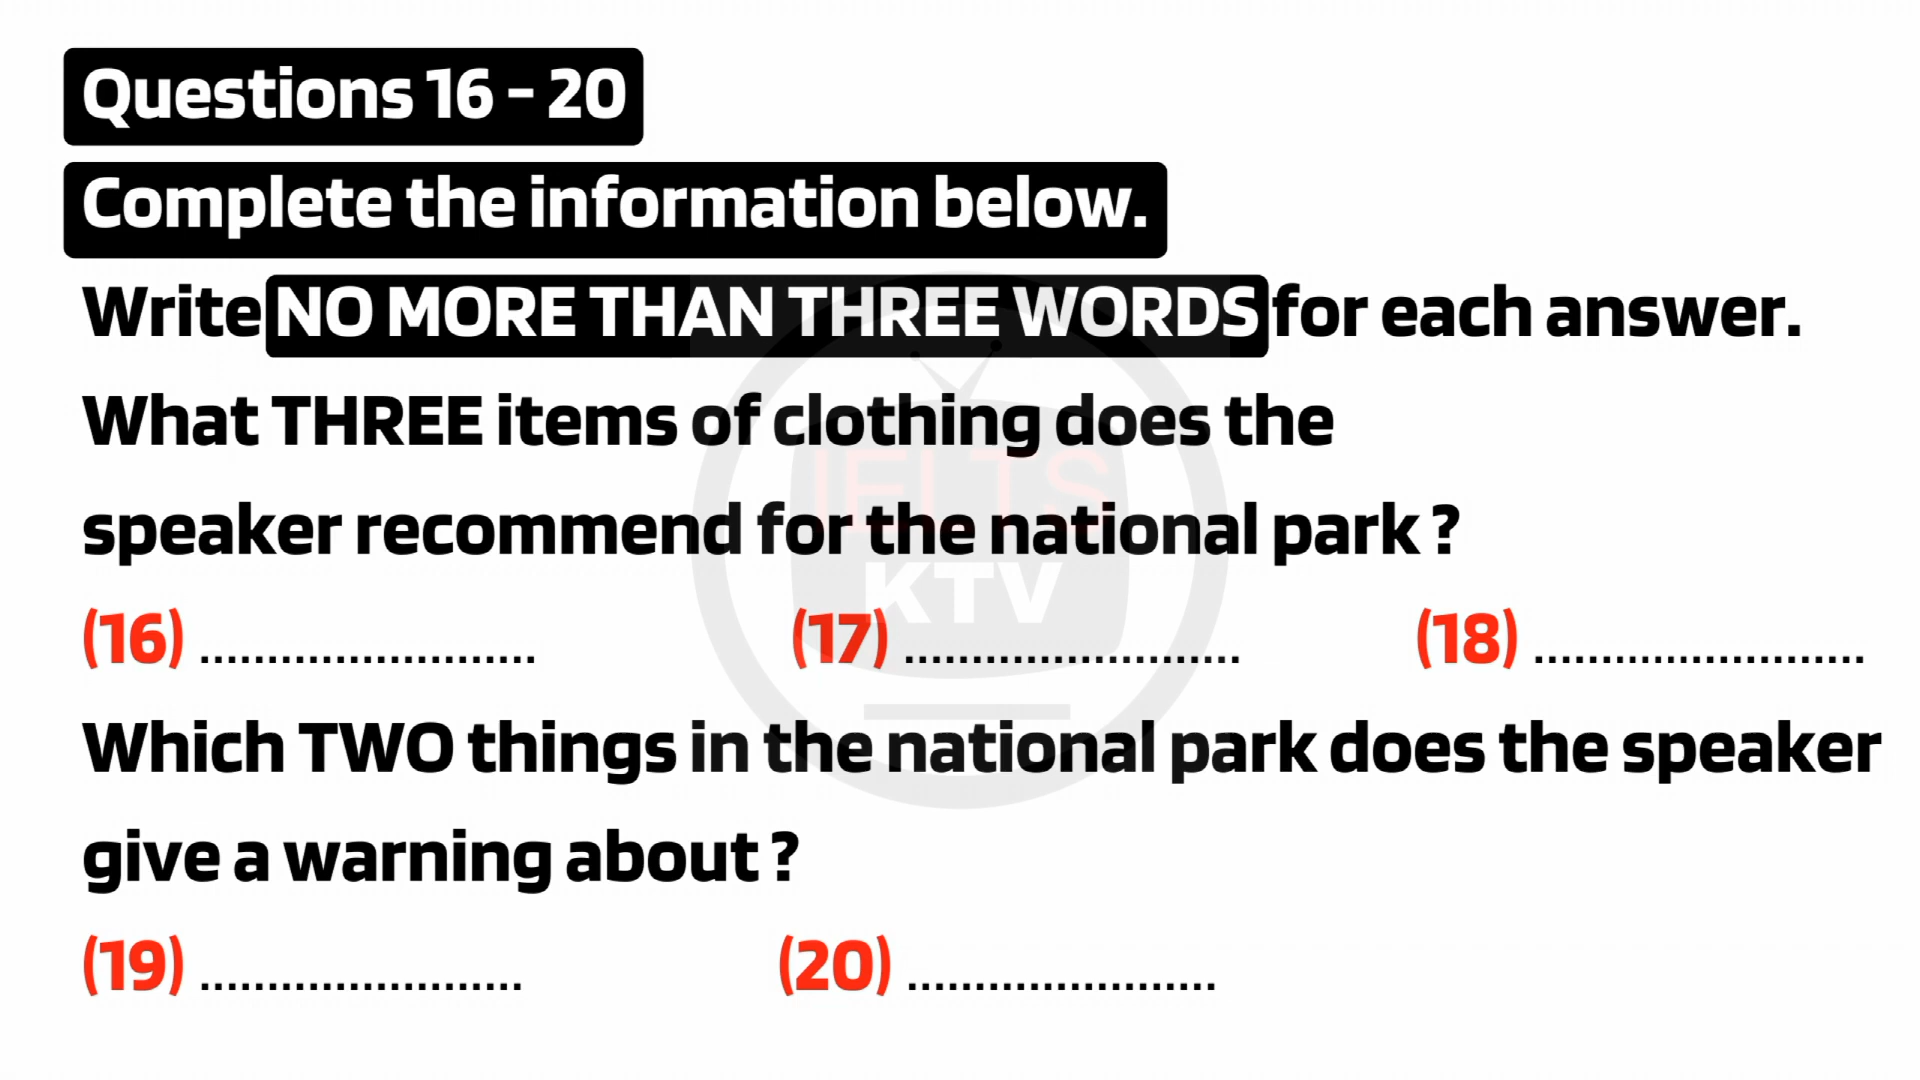 Questions 16 – 20
Complete the information below.
Write NO MORE THAN THREE WORDS for each answer.
What THREE items of clothing does the
speaker recommend for the national park ?
IELTS
KTV
(16) ......................... (17) ......................... (18) .........................
Which TWO things in the national park does the speaker
give a warning about ?
(19) ........................ (20) .......................